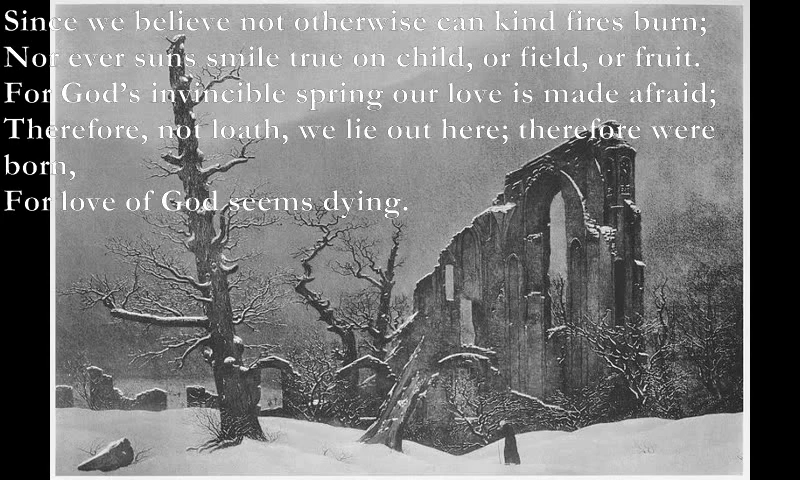 Since we believe not otherwise can kind fires burn;
Nor ever suns smile true on child, or field, or fruit.
For God’s invincible spring our love is made afraid;
Therefore, not loath, we lie out here; therefore were
born,
For love of God seems dying.